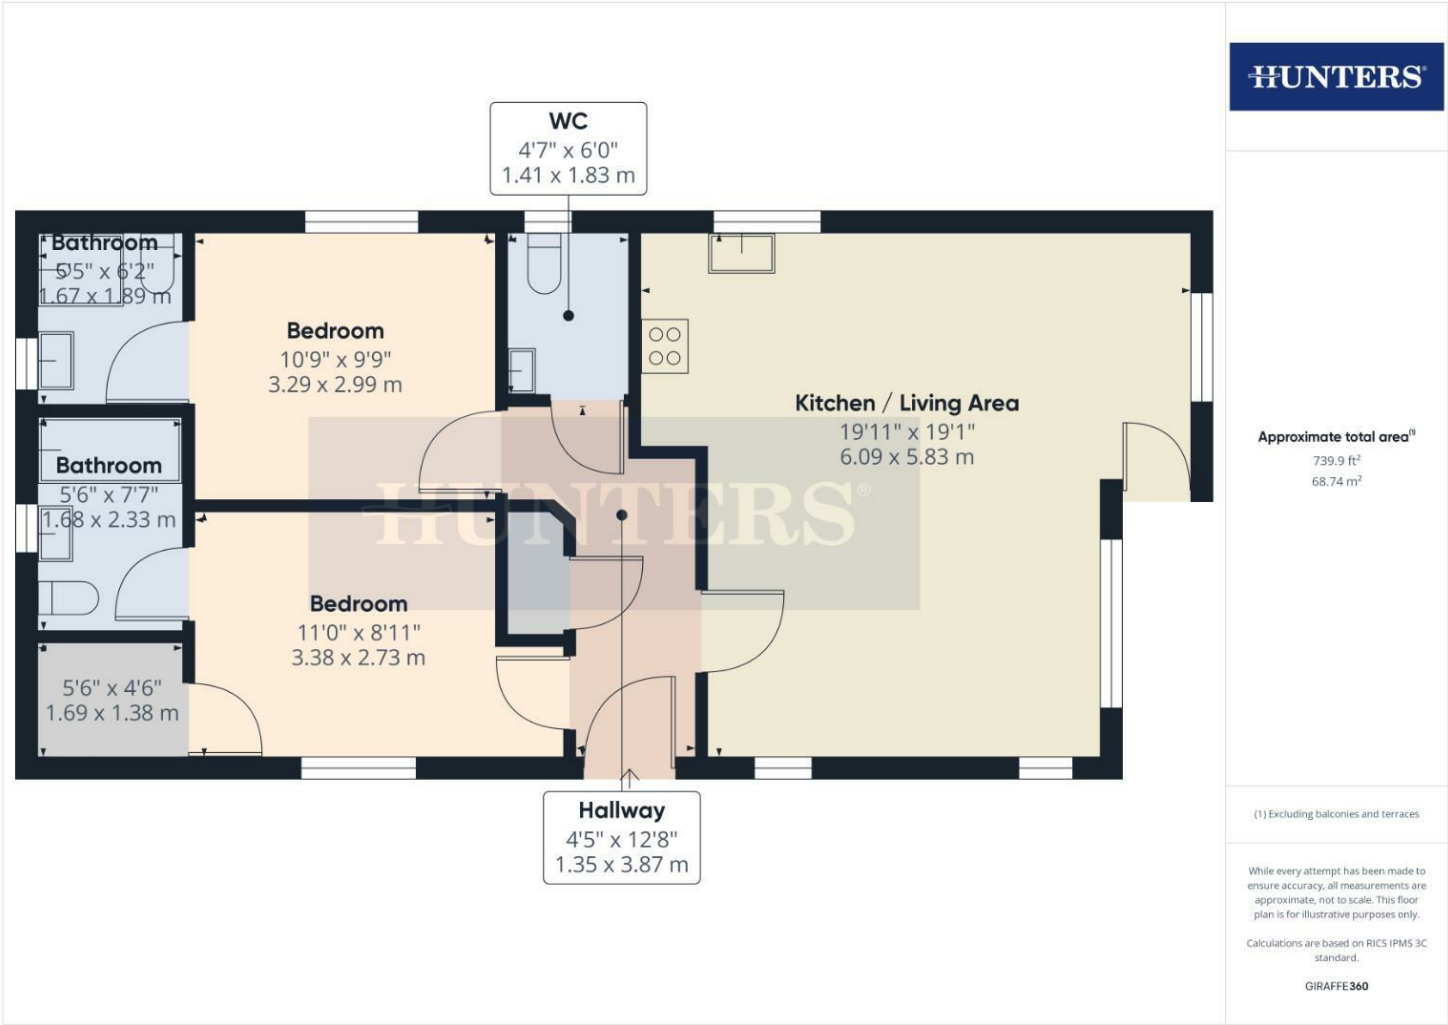 HUNTERS®
WC
4'7" x 6'0"
1.41 x 1.83 m
Bathroom
5'5" x 6'2"
1.67 x 1.89 m
Bedroom
10'9" x 9'9"
3.29 x 2.99 m
Kitchen / Living Area
19'11" x 19'1"
6.09 x 5.83 m
Bathroom
5'6" x 7'7"
1.68 x 2.33 m
HUNTERS®
Bedroom
11'0" x 8'11"
3.38 x 2.73 m
5'6" x 4'6"
1.69 x 1.38 m
Hallway
4'5" x 12'8"
1.35 x 3.87 m
Approximate total area⁽¹⁾
739.9 ft²
68.74 m²
(1) Excluding balconies and terraces
While every attempt has been made to
ensure accuracy, all measurements are
approximate, not to scale. This floor
plan is for illustrative purposes only.
Calculations are based on RICS IPMS 3C
standard.
GIRAFFE360